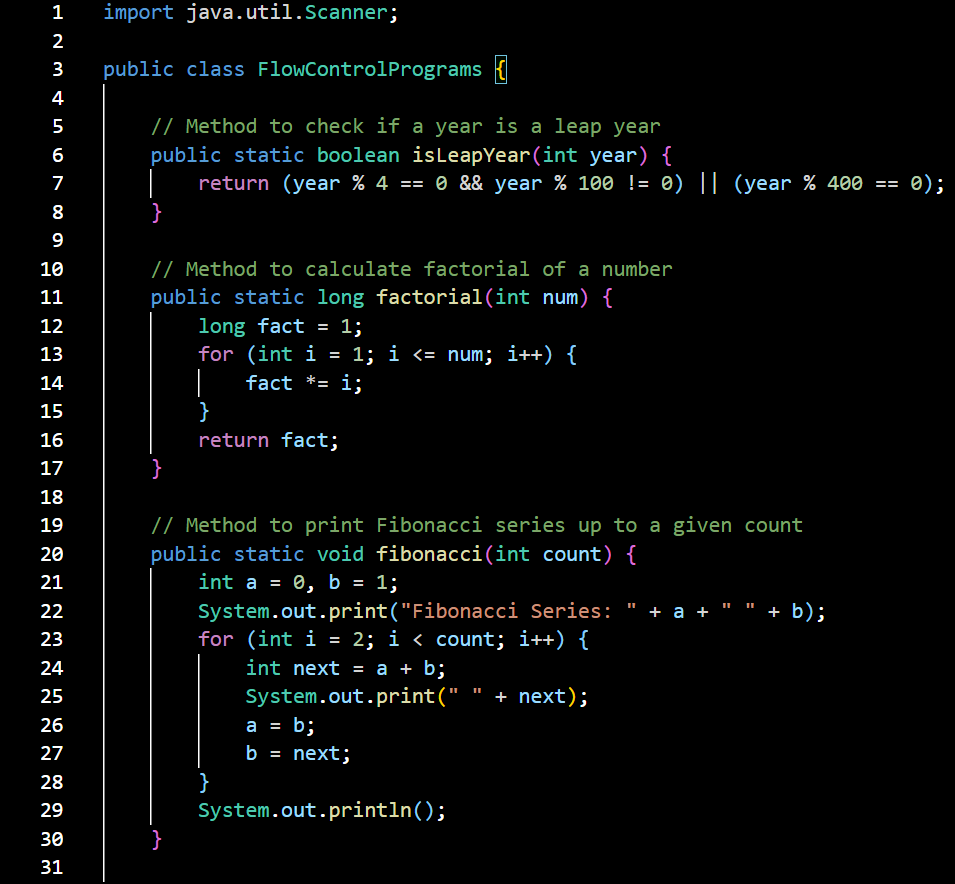 1 import java.util.Scanner;
2
3 public class FlowControlPrograms {
4
5     // Method to check if a year is a leap year
6     public static boolean isLeapYear(int year) {
7         return (year % 4 == 0 && year % 100 != 0) || (year % 400 == 0);
8     }
9
10     // Method to calculate factorial of a number
11     public static long factorial(int num) {
12         long fact = 1;
13         for (int i = 1; i <= num; i++) {
14             fact *= i;
15         }
16         return fact;
17     }
18
19     // Method to print Fibonacci series up to a given count
20     public static void fibonacci(int count) {
21         int a = 0, b = 1;
22         System.out.print("Fibonacci Series: " + a + " " + b);
23         for (int i = 2; i < count; i++) {
24             int next = a + b;
25             System.out.print(" " + next);
26             a = b;
27             b = next;
28         }
29         System.out.println();
30     }
31